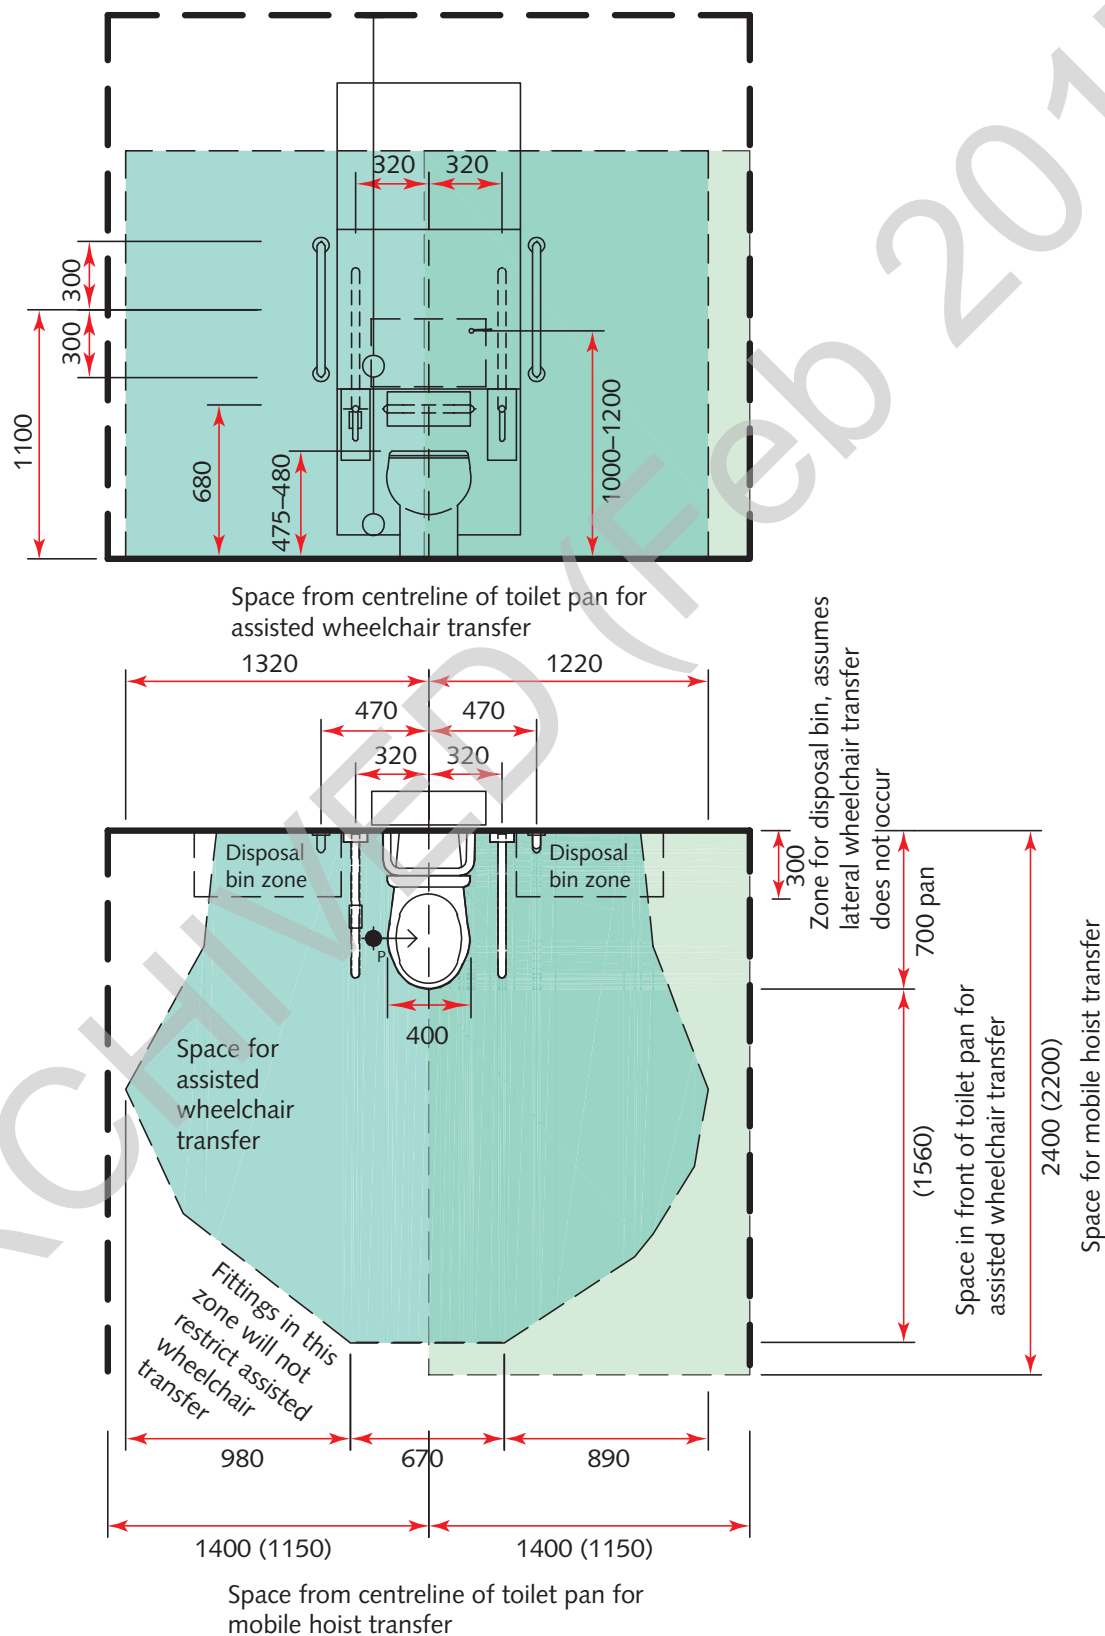 320
320
300
300
1100
680
475–480
1000–1200
Space from centreline of toilet pan for
assisted wheelchair transfer
1320
1220
470
470
320
320
Zone for disposal bin, assumes
lateral wheelchair transfer
does not occur
Disposal
bin zone
Disposal
bin zone
300
700 pan
P
400
Space for
assisted
wheelchair
transfer
(1560)
Space in front of toilet pan for
assisted wheelchair transfer
2400 (2200)
Space for mobile hoist transfer
Fittings in this
zone will not
restrict assisted
wheelchair
transfer
980
670
890
1400 (1150)
1400 (1150)
Space from centreline of toilet pan for
mobile hoist transfer
CHIVED (Feb 201